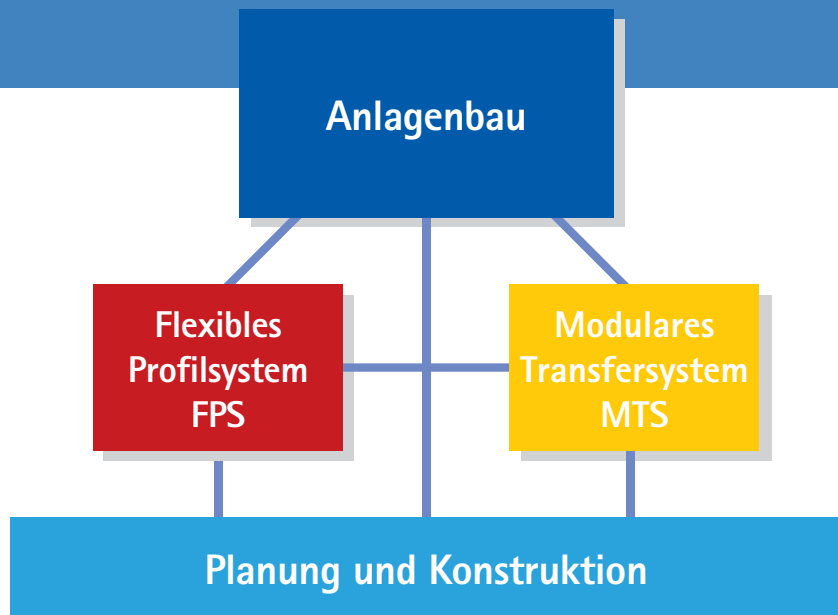 Anlagenbau
Flexibles
Profilsystem
FPS
Modulares
Transfersystem
MTS
Planung und Konstruktion